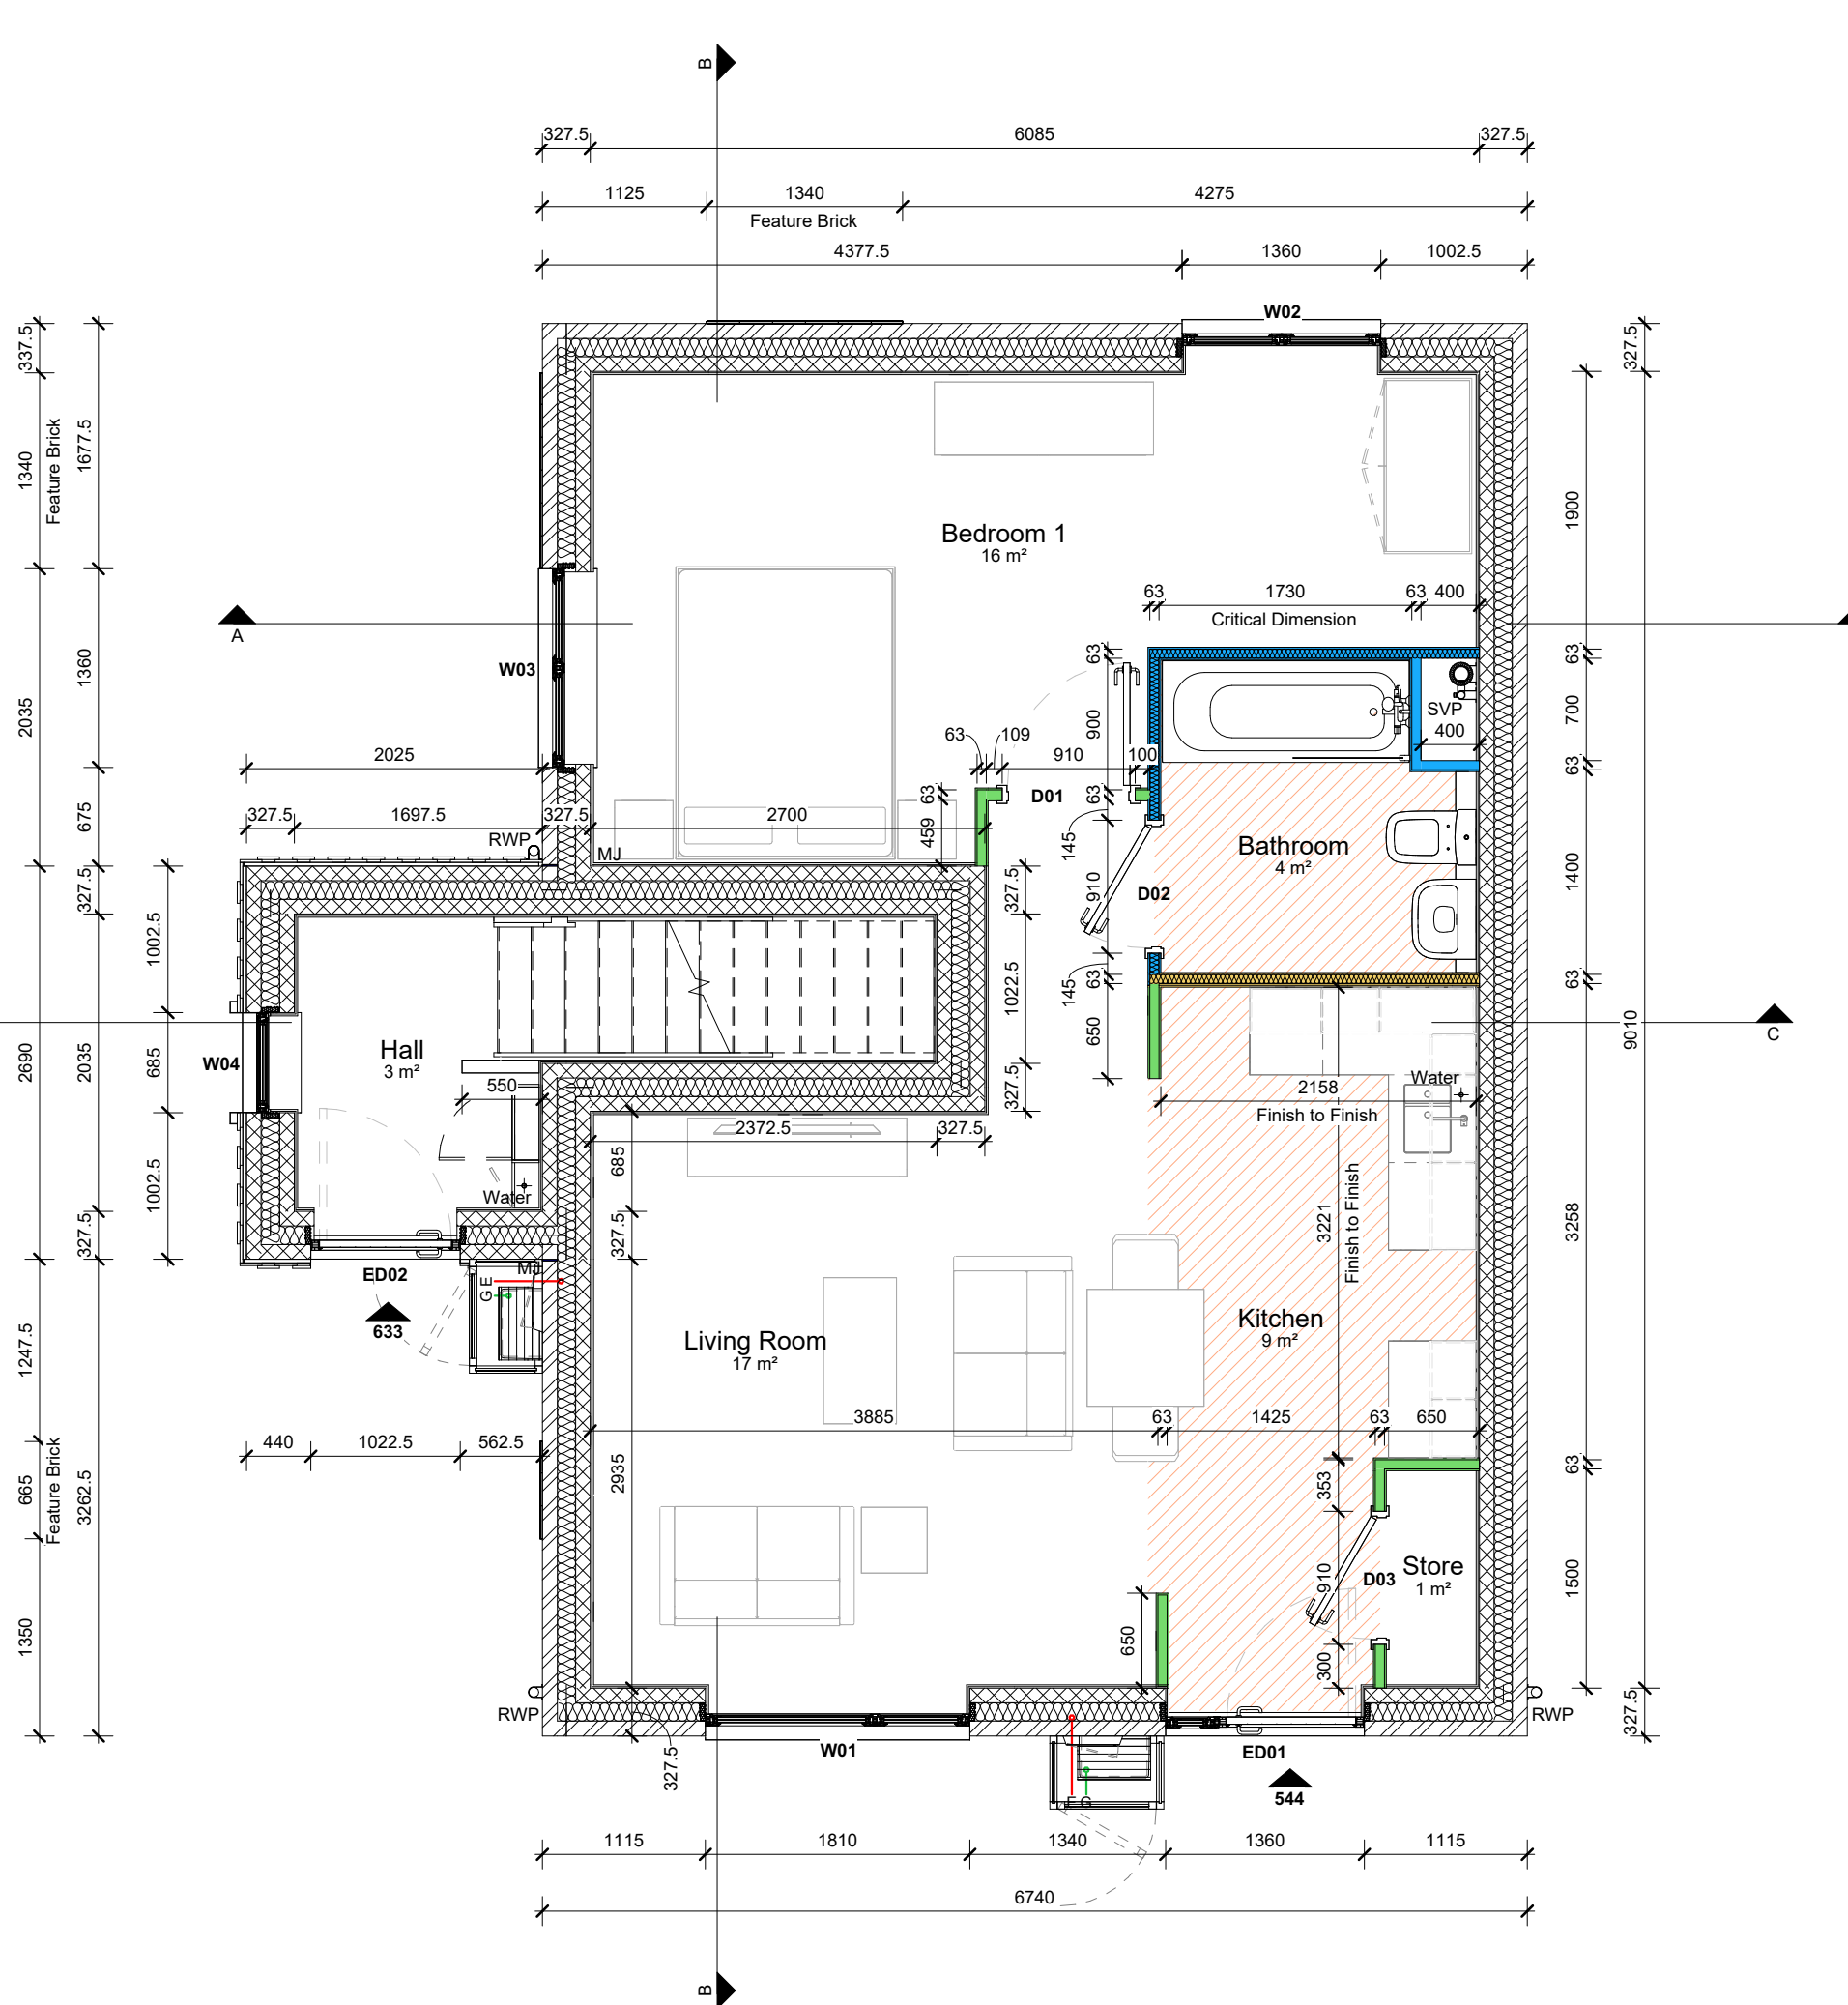 B
327.5 6085 327.5
1125 1340 4275
Feature Brick
4377.5 1360 1002.5
W02
337.5
1340
Feature Brick
2035
2690
1247.5
665
Feature Brick
1350
1677.5
1360
675
327.5
2035
327.5
3262.5
1002.5
685
1002.5
A
W03
2025
327.5 1697.5 327.5 2700
RWP
MJ
Bedroom 1
16 m²
63 1730 63 400
Critical Dimension
SVP
400
63 109 910 100
63
459
D01
63
900
63
145
910
145
63
650
D02
Bathroom
4 m²
327.5
1022.5
327.5
W04
Hall
3 m²
550
Water
2372.5 327.5
685
327.5
2935
327.5
ED02
633
MJ
G E
440 1022.5 562.5
Living Room
17 m²
3885 63 1425 63 650
Water
2158
Finish to Finish
3221
Finish to Finish
Kitchen
9 m²
353
910
300
D03
Store
1 m²
650
RWP
W01
E G
ED01
544
RWP
327.5
9010
327.5
1900
63
700
63
1400
63
3258
63
1500
C
1115 1810 1340 1360 1115
6740
B